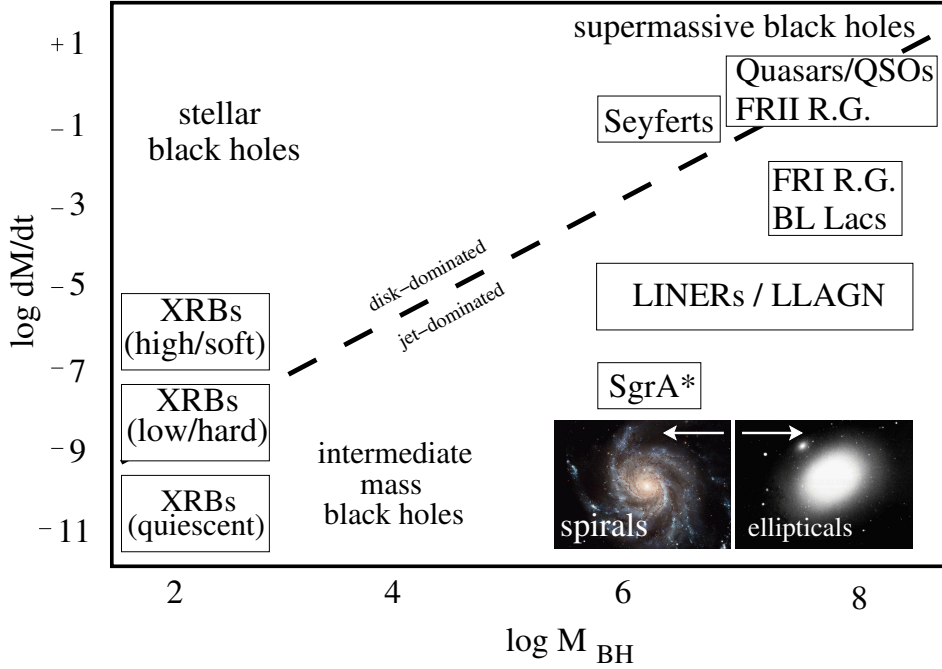 supermassive black holes
+1
Quasars/QSOs
FRII R.G.
stellar
black holes
Seyferts
−1
FRI R.G.
BL Lacs
−3
log dM/dt
disk−dominated
jet−dominated
−5
LINERs / LLAGN
XRBs
(high/soft)
−7
SgrA*
XRBs
(low/hard)
−9
intermediate
mass
black holes
XRBs
(quiescent)
−11
spirals
ellipticals
2 4 6 8
log M BH